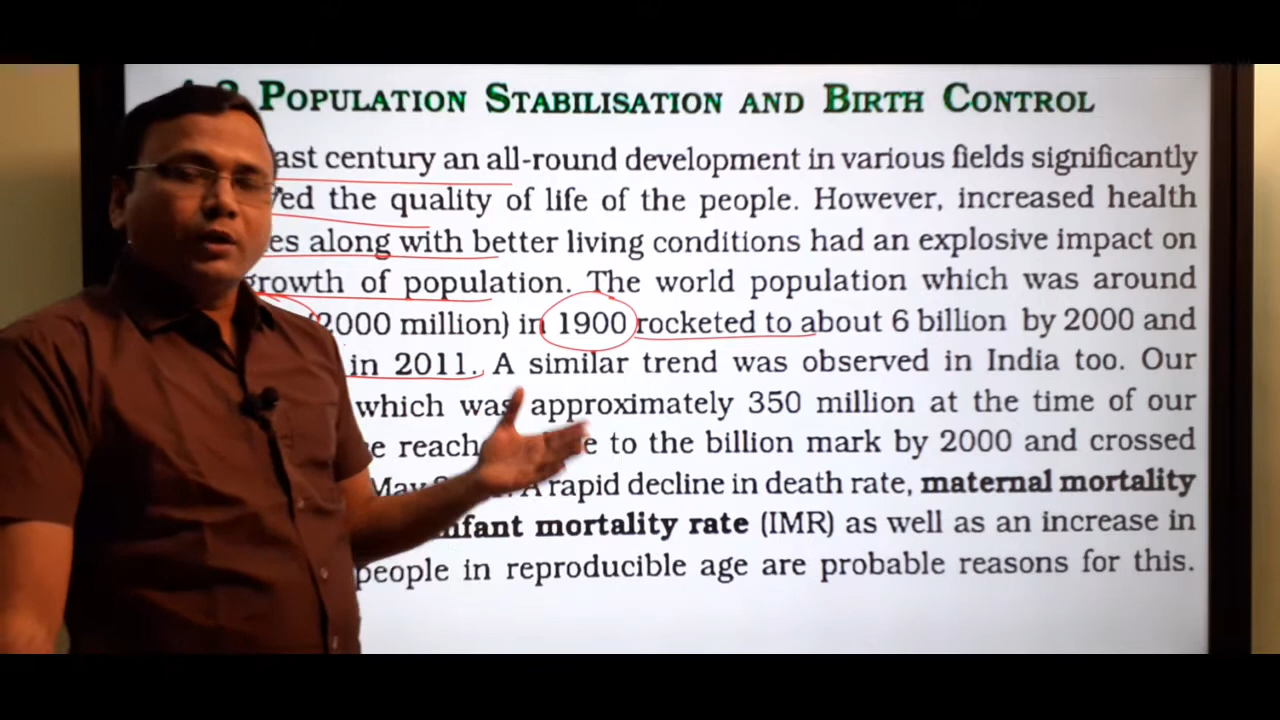 POPULATION STABILISATION AND BIRTH CONTROL
ast century an all-round development in various fields significantly
ved the quality of life of the people. However, increased health
es along with better living conditions had an explosive impact on
growth of population. The world population which was around
(2000 million) in 1900 rocketed to about 6 billion by 2000 and
in 2011. A similar trend was observed in India too. Our
which was approximately 350 million at the time of our
e reach e to the billion mark by 2000 and crossed
May A rapid decline in death rate, maternal mortality
infant mortality rate (IMR) as well as an increase in
people in reproducible age are probable reasons for this.